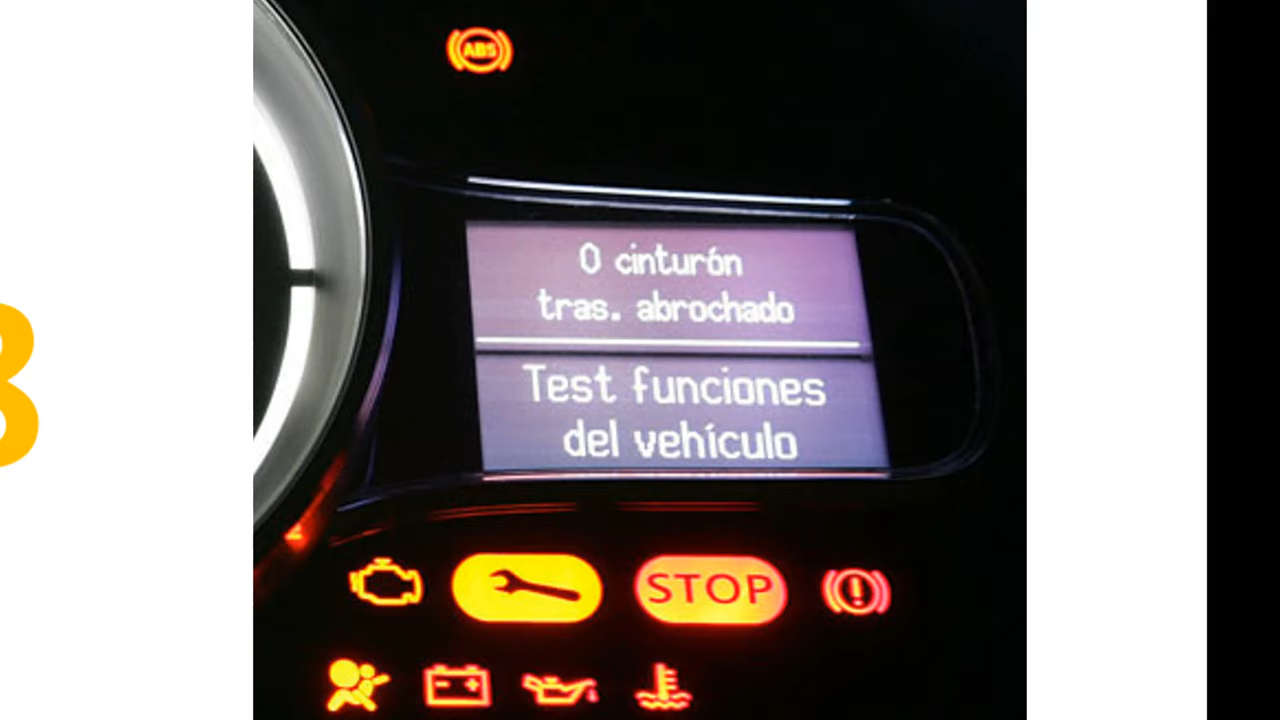 ABS
0 cinturón
tras. abrochado
Test funciones
del vehículo
STOP